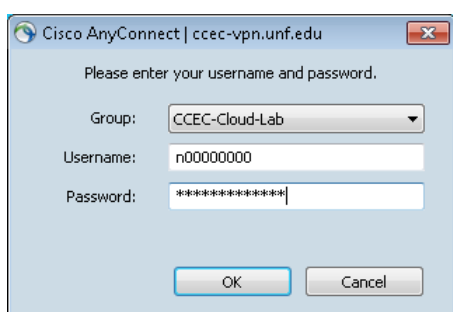 Cisco AnyConnect | ccec-vpn.unf.edu
Please enter your username and password.
Group: CCEC-Cloud-Lab
Username: n00000000
Password: *************
OK Cancel